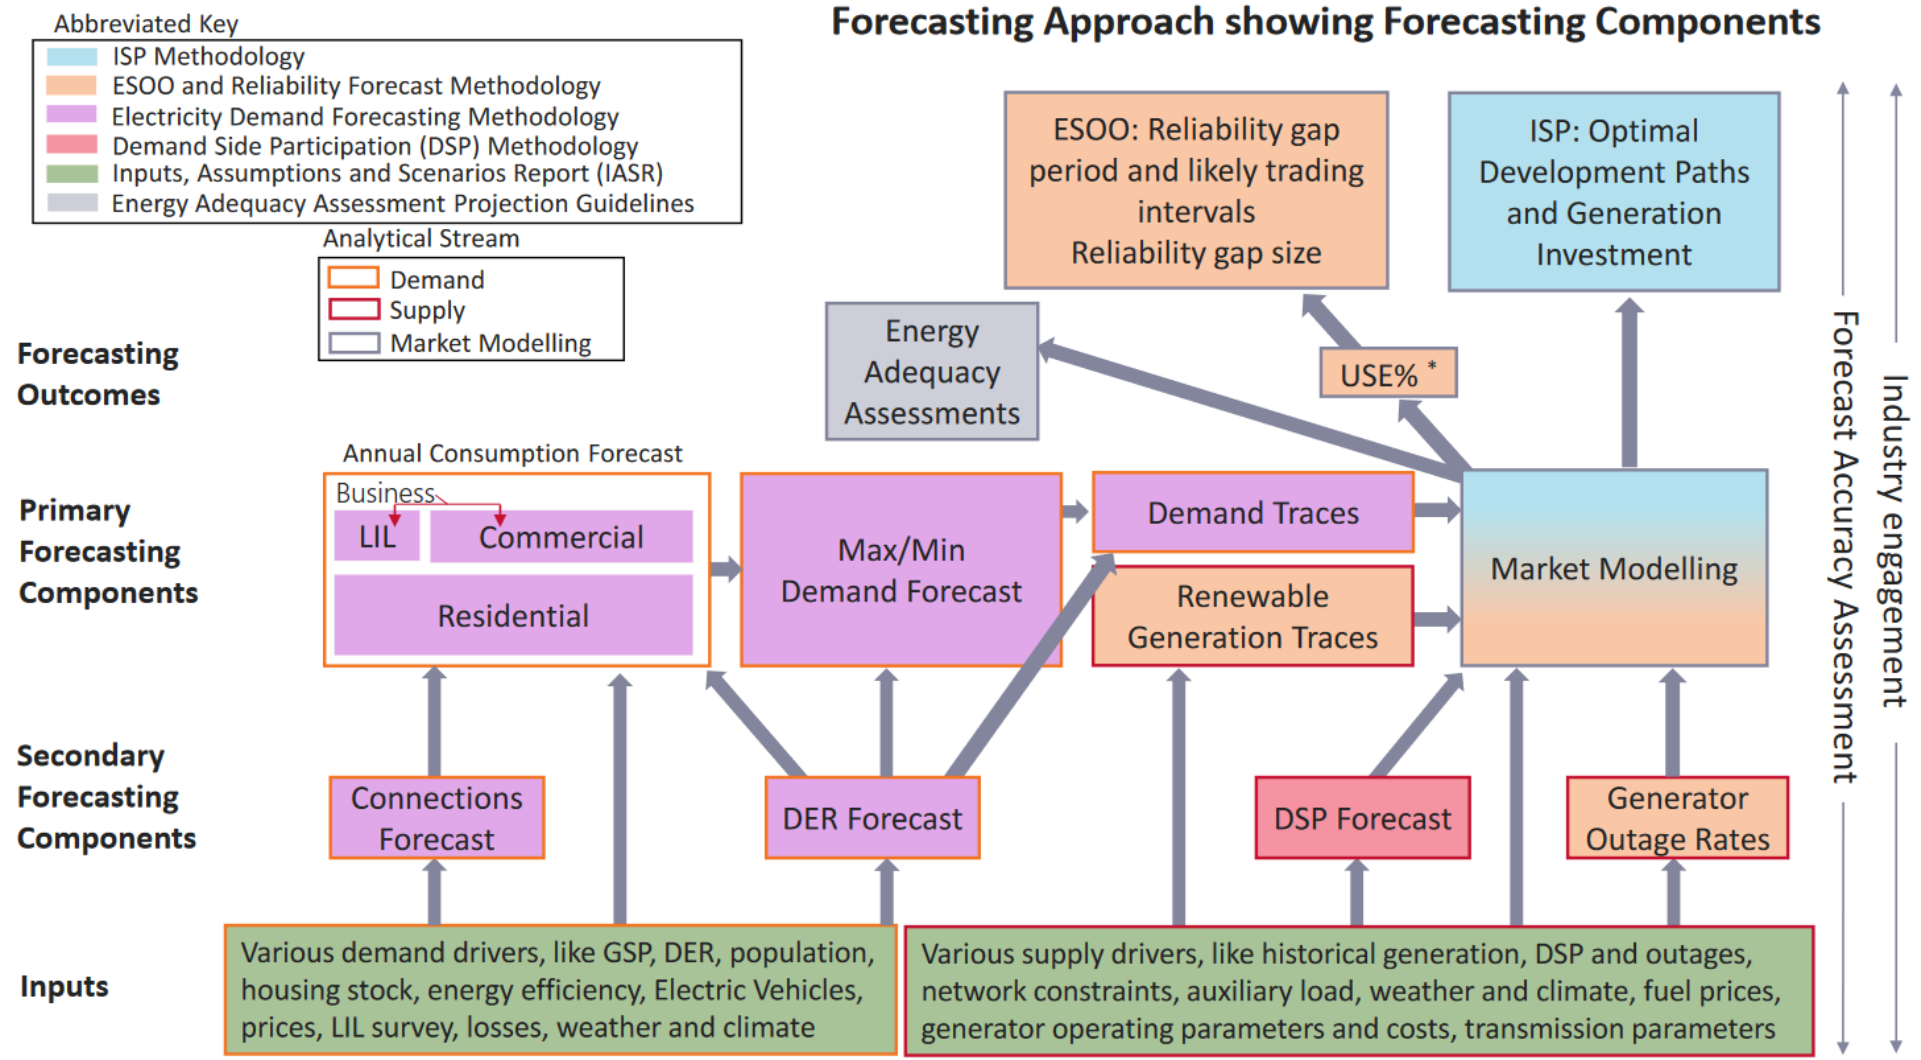 Forecasting Approach showing Forecasting Components
Abbreviated Key
ISP Methodology
ESOO and Reliability Forecast Methodology
Electricity Demand Forecasting Methodology
Demand Side Participation (DSP) Methodology
Inputs, Assumptions and Scenarios Report (IASR)
Energy Adequacy Assessment Projection Guidelines
Analytical Stream
Demand
Supply
Market Modelling
Forecasting
Outcomes
ESOO: Reliability gap
period and likely trading
intervals
Reliability gap size
ISP: Optimal
Development Paths
and Generation
Investment
Energy
Adequacy
Assessments
USE% *
Primary
Forecasting
Components
Annual Consumption Forecast
Business
LIL
Commercial
Residential
Max/Min
Demand Forecast
Demand Traces
Renewable
Generation Traces
Market Modelling
Secondary
Forecasting
Components
Connections
Forecast
DER Forecast
DSP Forecast
Generator
Outage Rates
Inputs
Various demand drivers, like GSP, DER, population,
housing stock, energy efficiency, Electric Vehicles,
prices, LIL survey, losses, weather and climate
Various supply drivers, like historical generation, DSP and outages,
network constraints, auxiliary load, weather and climate, fuel prices,
generator operating parameters and costs, transmission parameters
Forecast Accuracy Assessment
Industry engagement